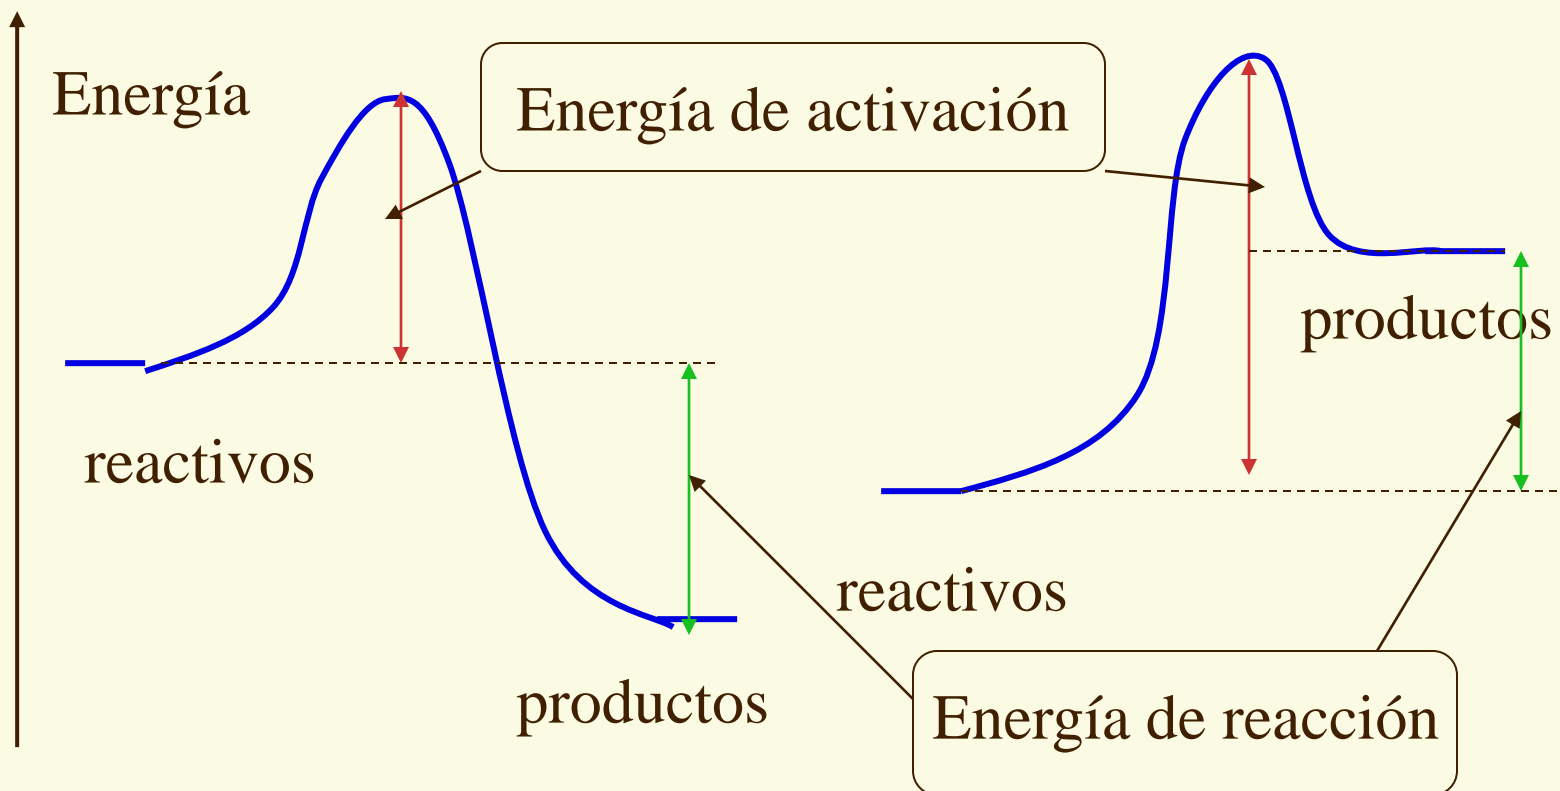 Energía
Energía de activación
productos
reactivos
reactivos
productos
Energía de reacción